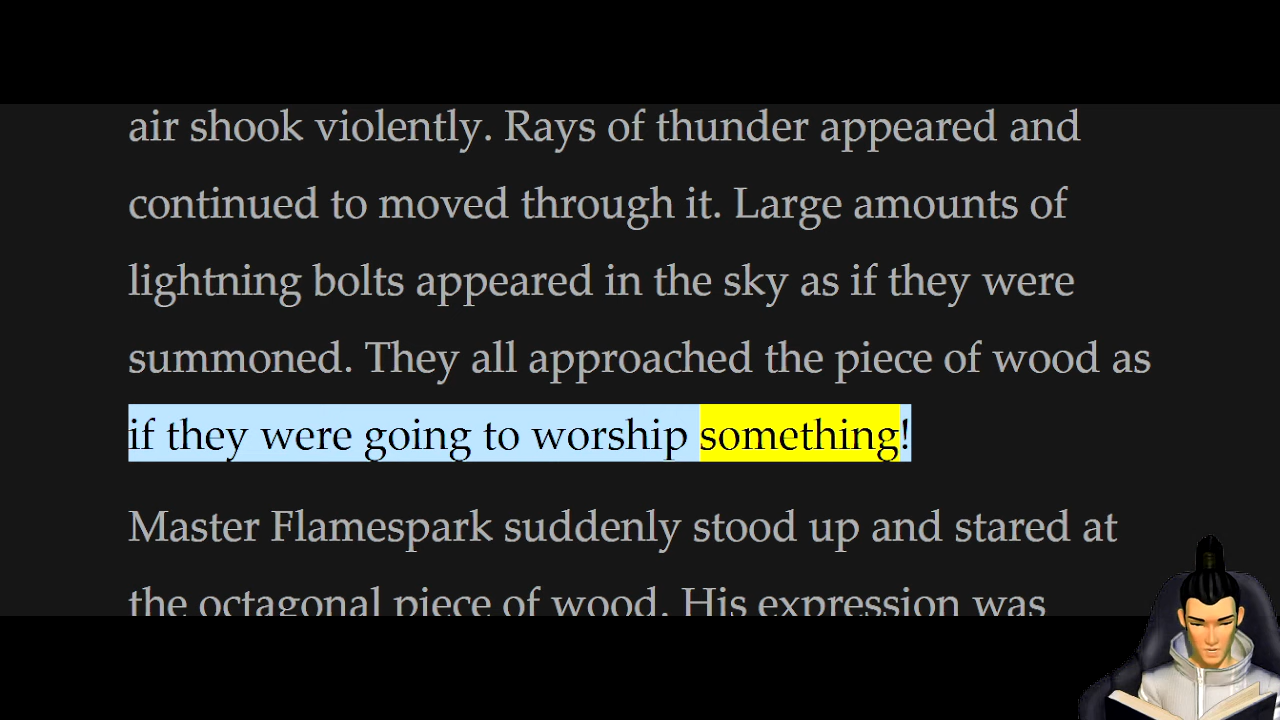 air shook violently. Rays of thunder appeared and
continued to moved through it. Large amounts of
lightning bolts appeared in the sky as if they were
summoned. They all approached the piece of wood as
if they were going to worship something!
Master Flamespark suddenly stood up and stared at
the octagonal piece of wood. His expression was